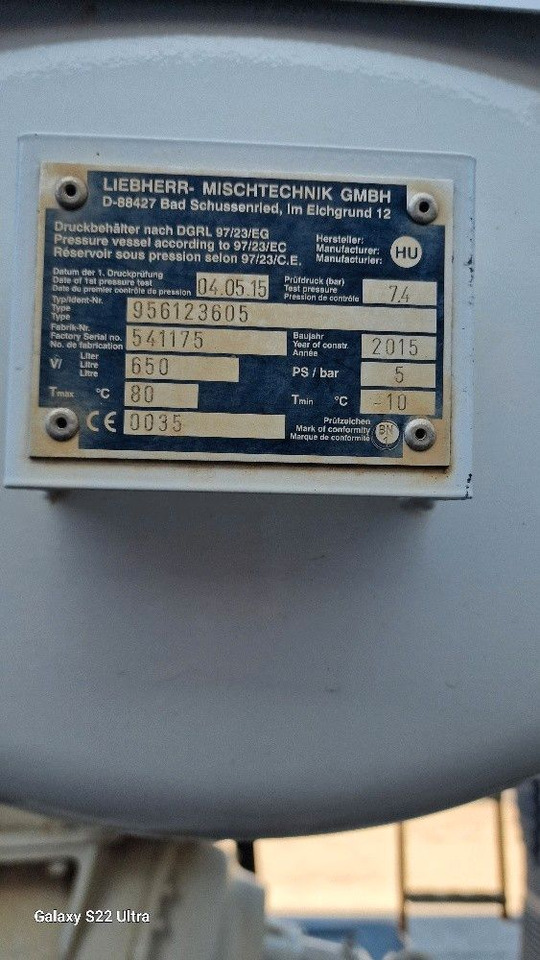 LIEBHERR- MISCHTECHNIK GMBH
D-88427 Bad Schussenried, Im Eichgrund 12
Druckbehälter nach DGRL 97/23/EG
Pressure vessel according to 97/23/EC
Réservoir sous pression selon 97/23/C.E.
Hersteller:
Manufacturer:
Manufacturier:
HU
Datum der 1. Druckprüfung
Date of 1st pressure test
Date du premier contrôle de pression
04.05.15
Prüfdruck (bar)
Test pressure
Pression de contrôle
7,4
Typ/Ident-Nr.
Type
Type
956123605
Fabrik-Nr.
Factory Serial no.
No. de fabrication
541175
Baujahr
Year of constr.
Année
2015
V/
Liter
Litre
Litre
650
PS / bar
5
Tmax °C
80
Tmin °C
-10
CE
0035
Prüfzeichen
Mark of conformity
Marque de conformité
BN
1
Galaxy S22 Ultra